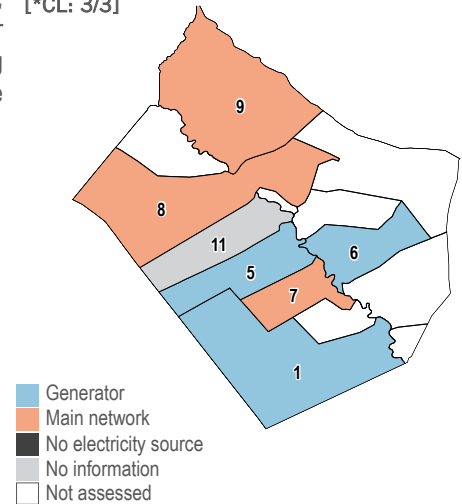 [*CL: 3/3]
g
e
9
8
11
5
6
7
1
Generator
Main network
No electricity source
No information
Not assessed